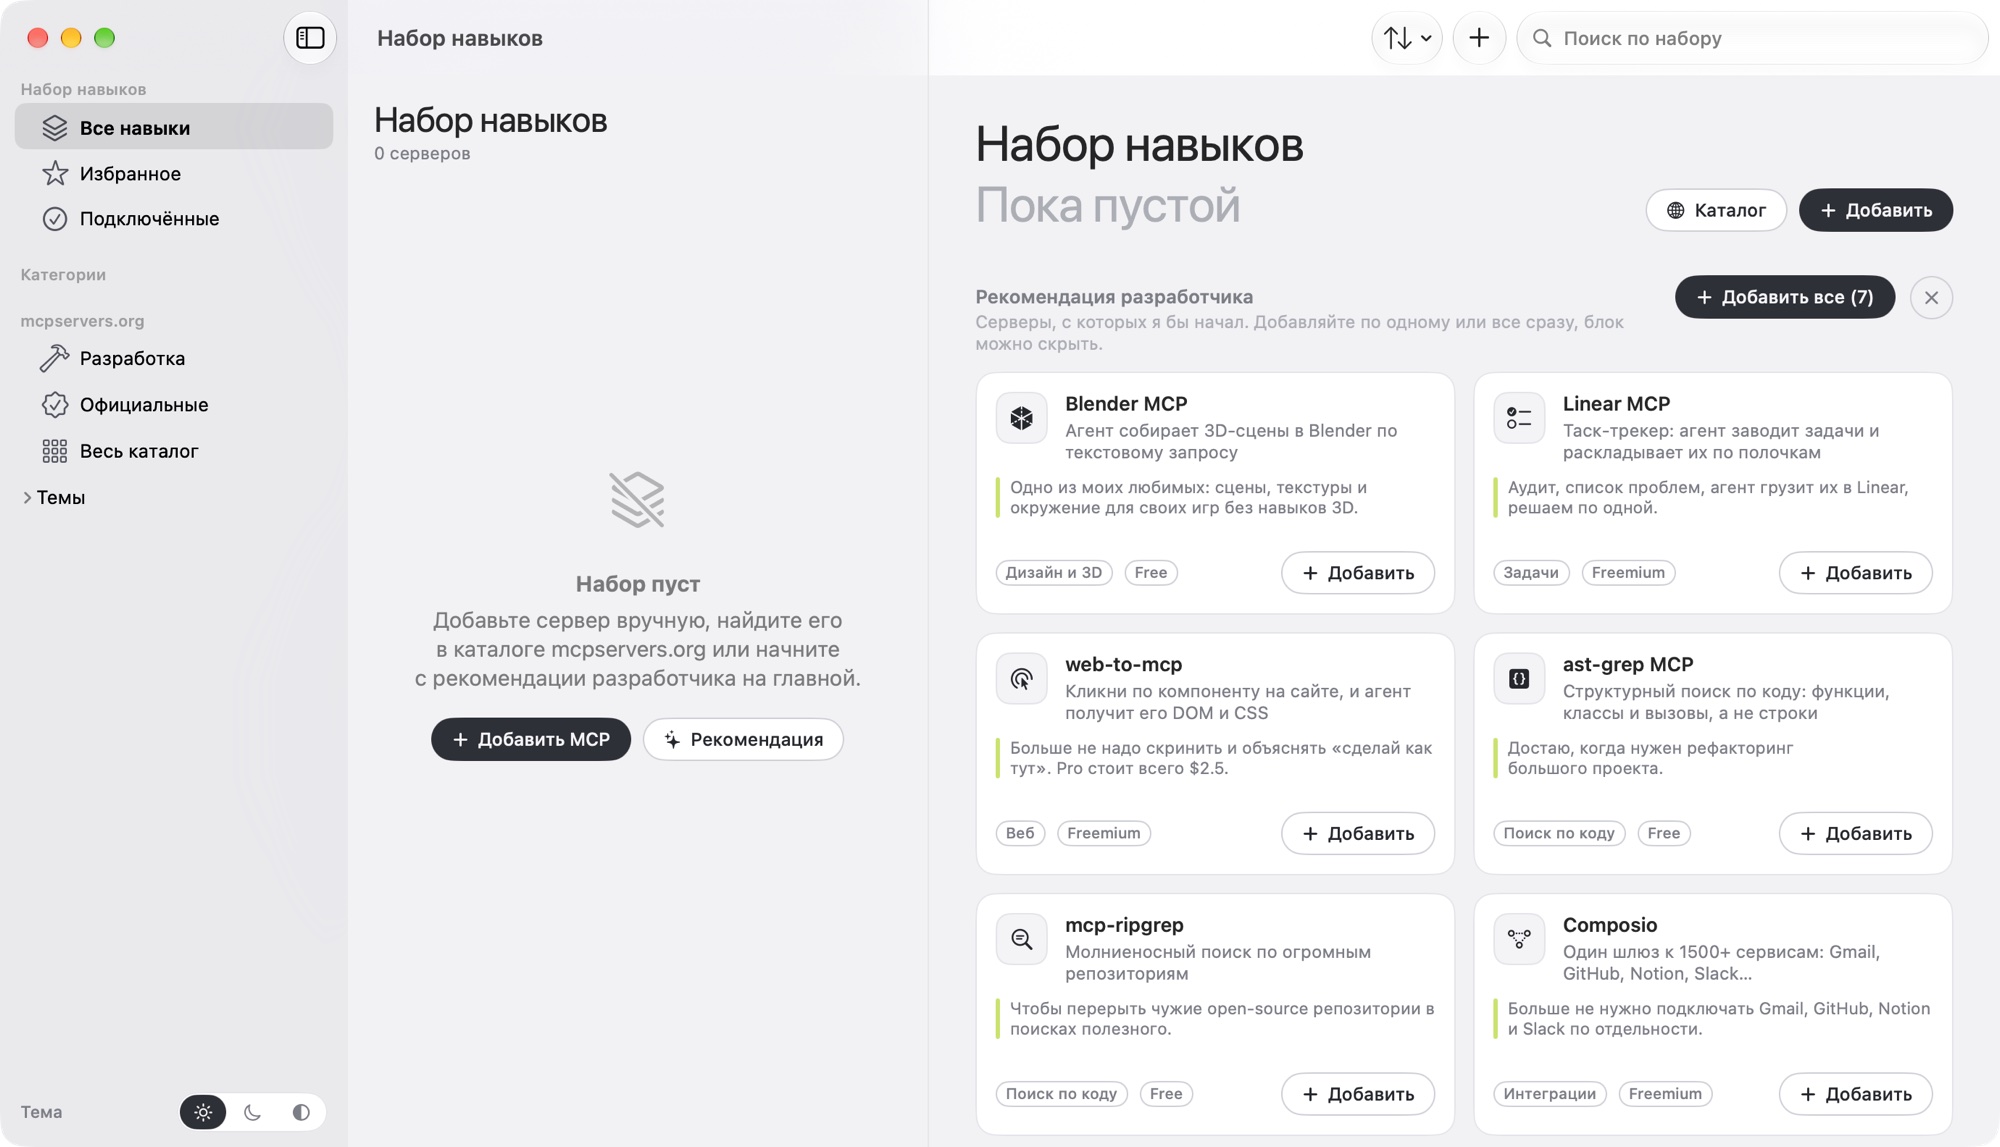 Набор навыков
Все навыки
Избранное
Подключённые
Категории
mcpservers.org
Разработка
Официальные
Весь каталог
Темы
Тема
Набор навыков
Набор навыков
0 серверов
Набор пуст
Добавьте сервер вручную, найдите его
в каталоге mcpservers.org или начните
с рекомендации разработчика на главной.
Добавить MCP
Рекомендация
Поиск по набору
Набор навыков
Пока пустой
Каталог
Добавить
Рекомендация разработчика
Серверы, с которых я бы начал. Добавляйте по одному или все сразу, блок
можно скрыть.
Добавить все (7)
Blender MCP
Агент собирает 3D-сцены в Blender по
текстовому запросу
Одно из моих любимых: сцены, текстуры и
окружение для своих игр без навыков 3D.
Дизайн и 3D
Free
Добавить
Linear MCP
Таск-трекер: агент заводит задачи и
раскладывает их по полочкам
Аудит, список проблем, агент грузит их в Linear,
решаем по одной.
Задачи
Freemium
Добавить
web-to-mcp
Кликни по компоненту на сайте, и агент
получит его DOM и CSS
Больше не надо скринить и объяснять «сделай как
тут». Pro стоит всего $2.5.
Веб
Freemium
Добавить
ast-grep MCP
Структурный поиск по коду: функции,
классы и вызовы, а не строки
Достаю, когда нужен рефакторинг
большого проекта.
Поиск по коду
Free
Добавить
mcp-ripgrep
Молниеносный поиск по огромным
репозиториям
Чтобы перерыть чужие open-source репозитории в
поисках полезного.
Поиск по коду
Free
Добавить
Composio
Один шлюз к 1500+ сервисам: Gmail,
GitHub, Notion, Slack...
Больше не нужно подключать Gmail, GitHub, Notion
и Slack по отдельности.
Интеграции
Freemium
Добавить